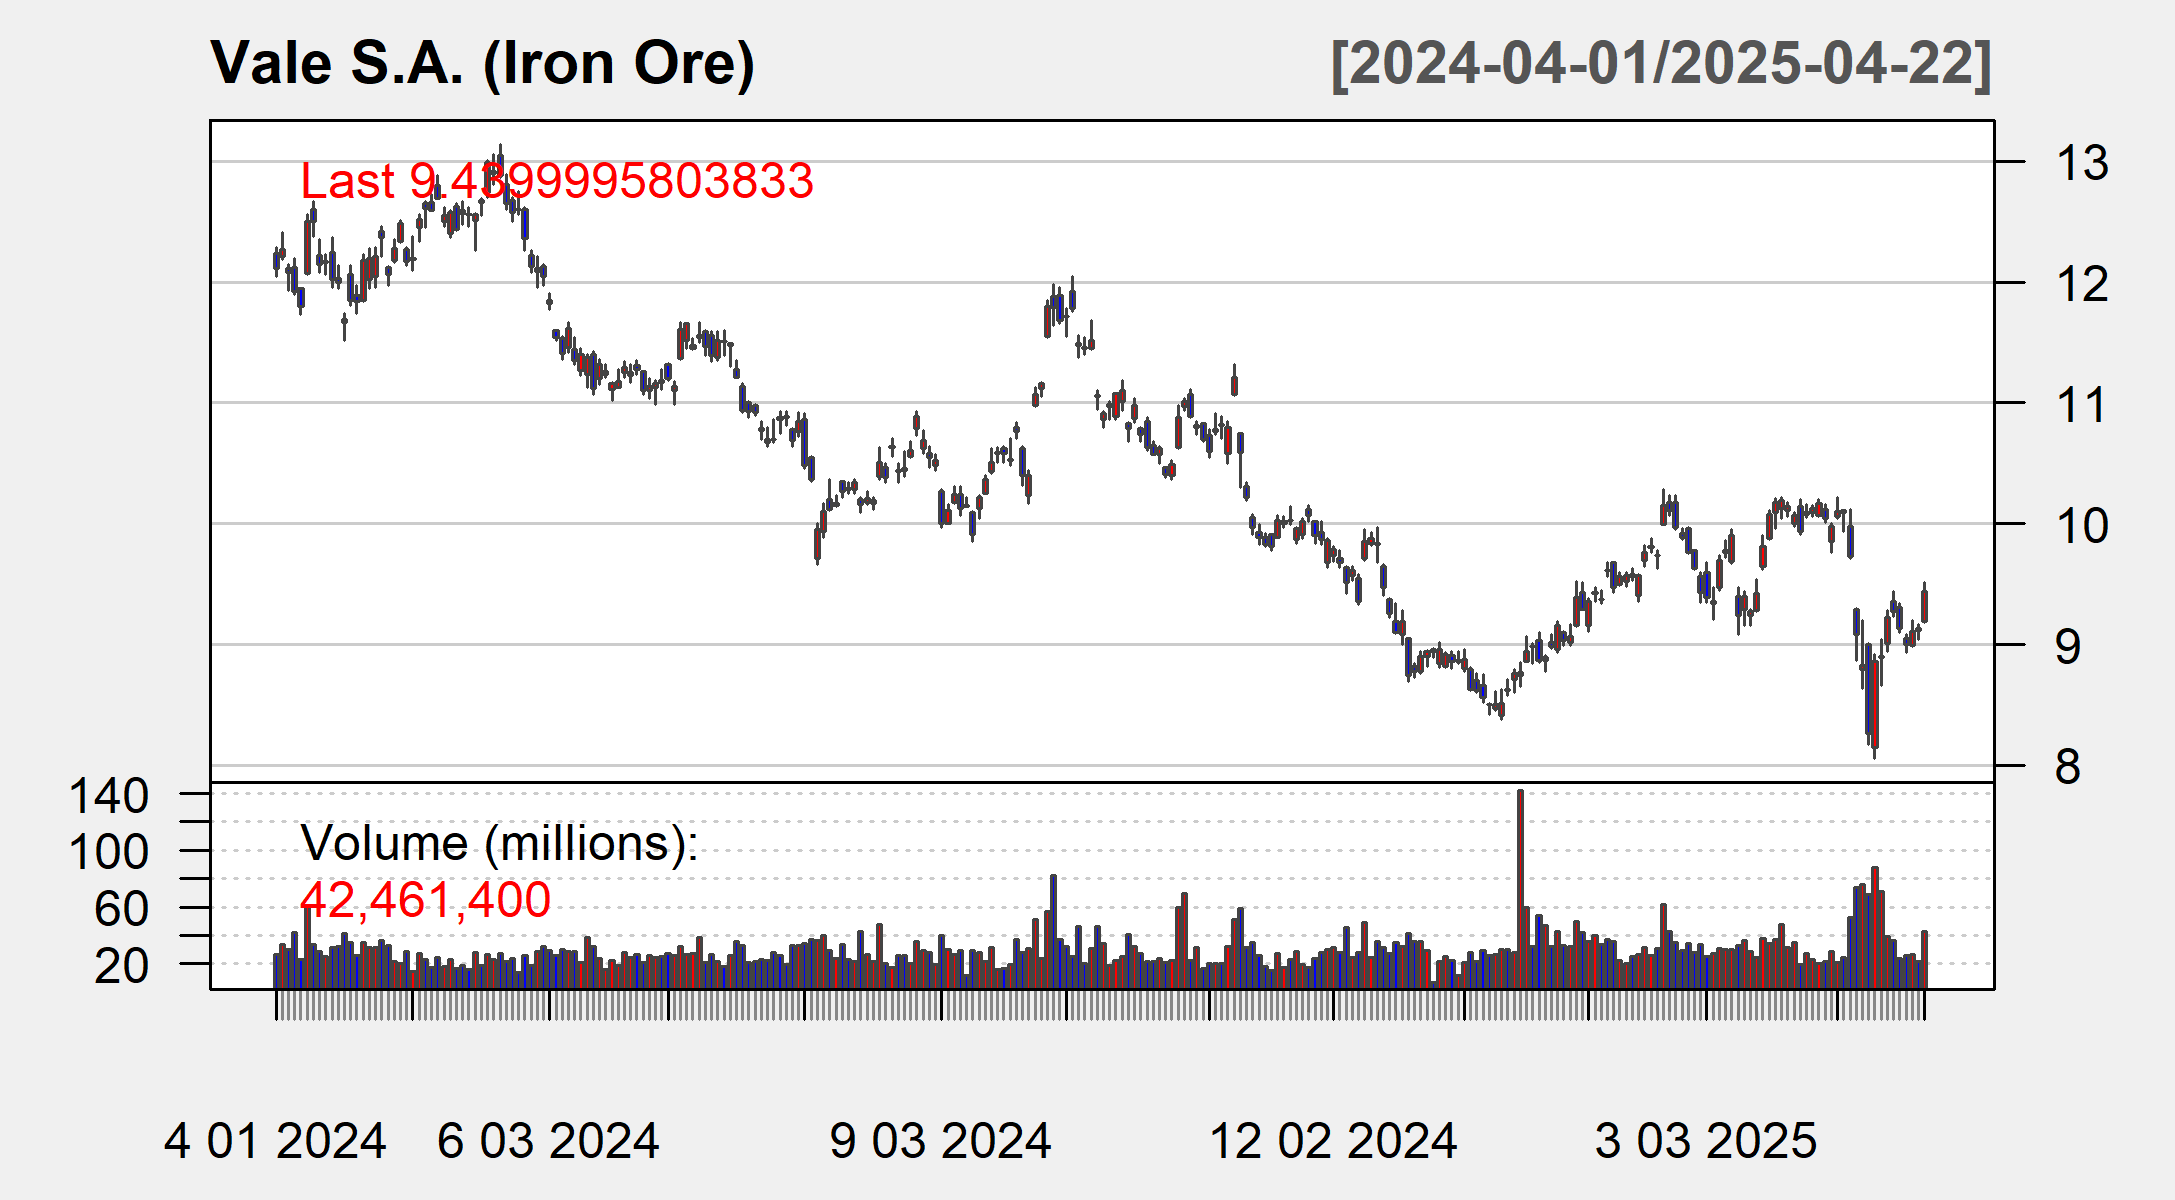 Vale S.A. (Iron Ore)
[2024-04-01/2025-04-22]
Last 9.4399995803833
13
12
11
10
9
8
140
100
60
20
Volume (millions):
42,461,400
4 01 2024
6 03 2024
9 03 2024
12 02 2024
3 03 2025